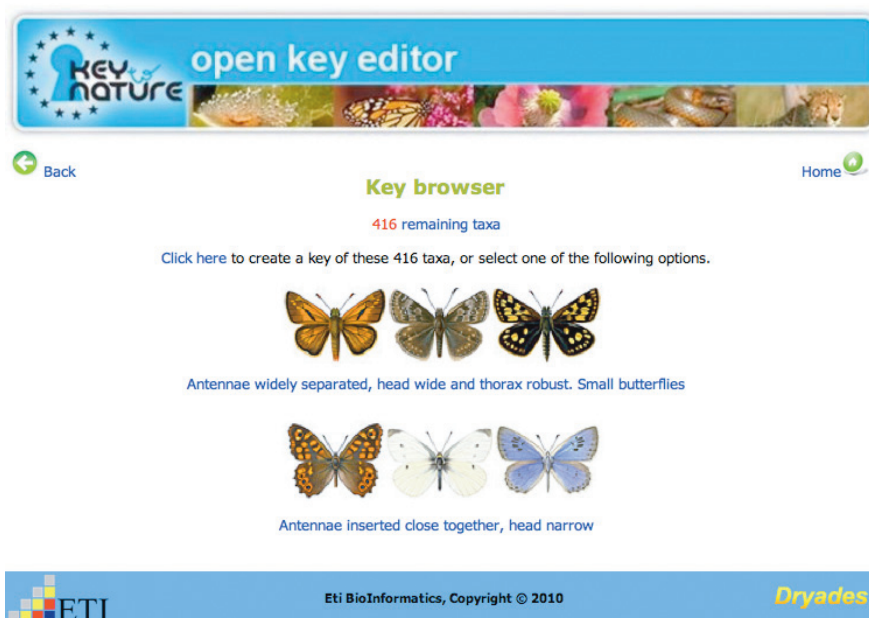 KEY to NATURE
open key editor
Back
Home
Key browser
416 remaining taxa
Click here to create a key of these 416 taxa, or select one of the following options.
Antennae widely separated, head wide and thorax robust. Small butterflies
Antennae inserted close together, head narrow
ETI
Eti BioInformatics, Copyright © 2010
Dryades